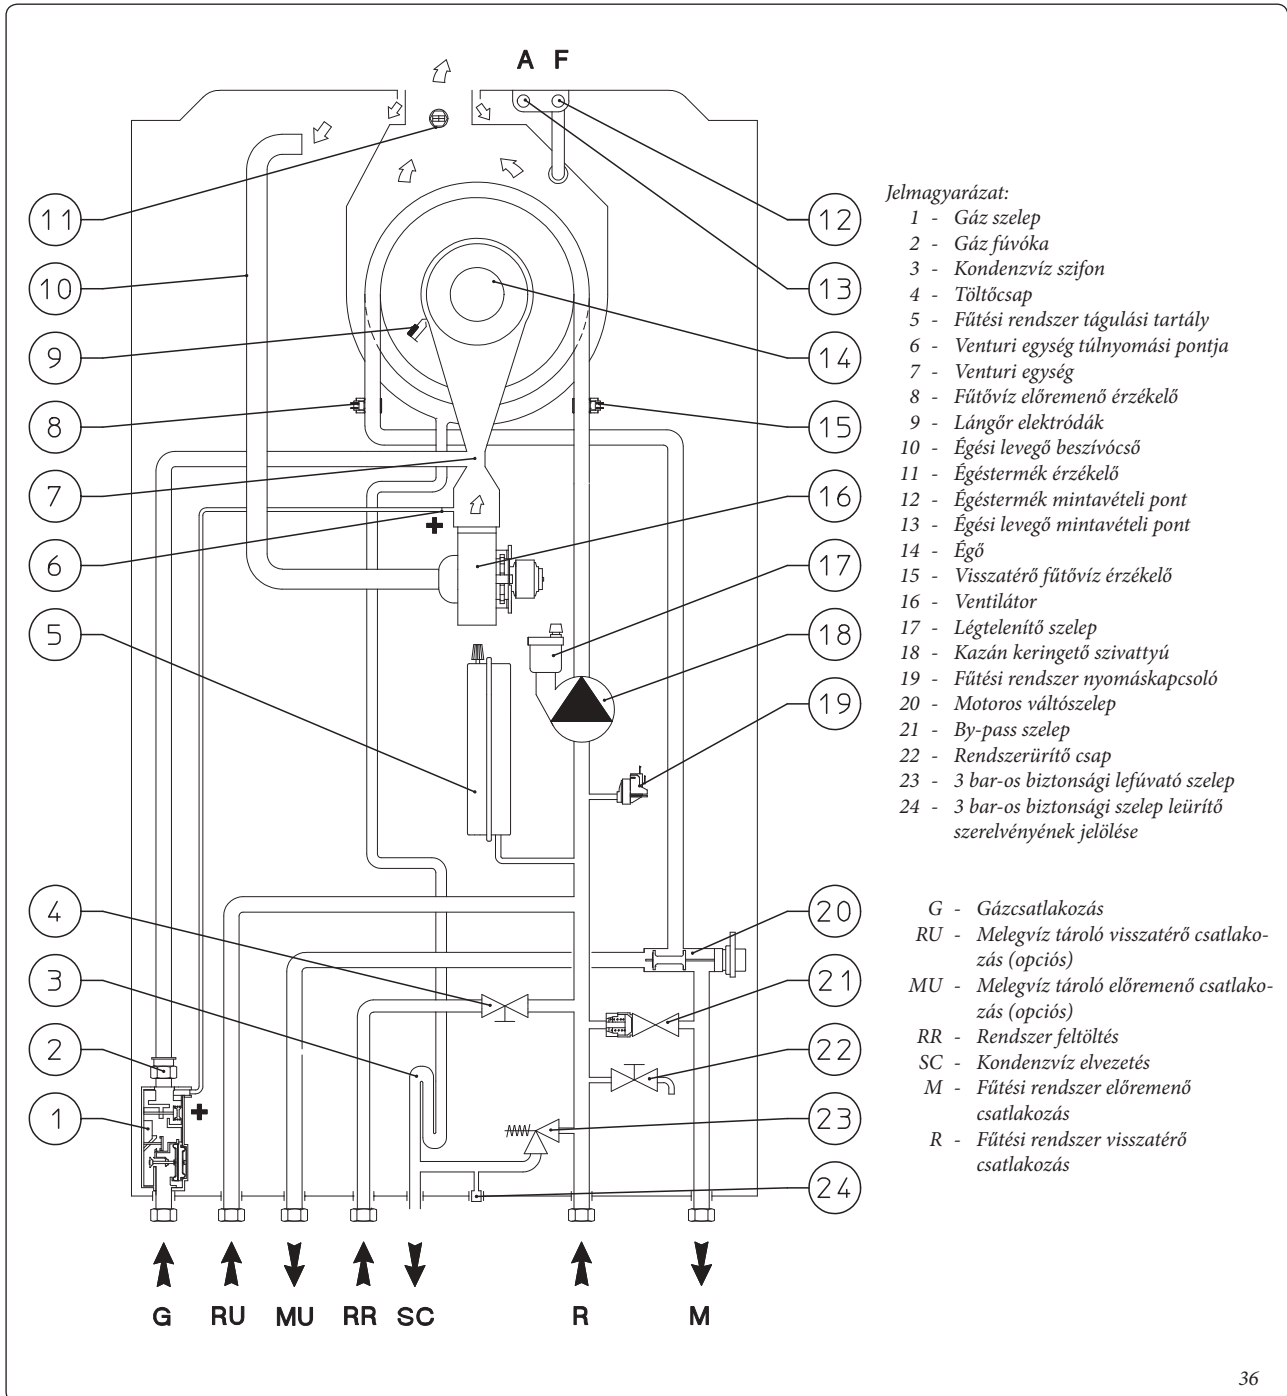 A F
11
10
9
8
7
6
5
4
3
2
1
12
13
14
15
16
17
18
19
20
21
22
23
24
+
+
G RU MU RR SC R M
Jelmagyarázat:
1 - Gáz szelep
2 - Gáz fúvóka
3 - Kondenzvíz szifon
4 - Töltőcsap
5 - Fűtési rendszer tágulási tartály
6 - Venturi egység túlnyomási pontja
7 - Venturi egység
8 - Fűtővíz előremenő érzékelő
9 - Lángőr elektródák
10 - Égési levegő beszívócső
11 - Égéstermék érzékelő
12 - Égéstermék mintavételi pont
13 - Égési levegő mintavételi pont
14 - Égő
15 - Visszatérő fűtővíz érzékelő
16 - Ventilátor
17 - Légtelenítő szelep
18 - Kazán keringető szivattyú
19 - Fűtési rendszer nyomáskapcsoló
20 - Motoros váltószelep
21 - By-pass szelep
22 - Rendszerürítő csap
23 - 3 bar-os biztonsági lefúvató szelep
24 - 3 bar-os biztonsági szelep leürítő
szerelvényének jelölése
G - Gázcsatlakozás
RU - Melegvíz tároló visszatérő csatlako-
zás (opciós)
MU - Melegvíz tároló előremenő csatlako-
zás (opciós)
RR - Rendszer feltöltés
SC - Kondenzvíz elvezetés
M - Fűtési rendszer előremenő
csatlakozás
R - Fűtési rendszer visszatérő
csatlakozás
36